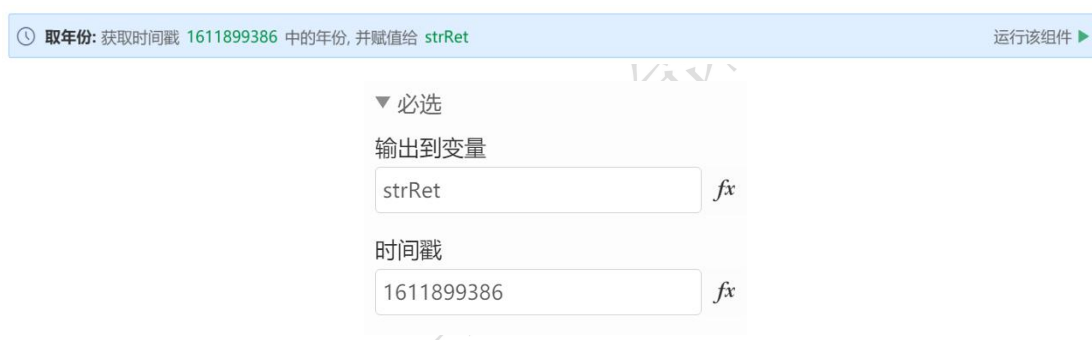 取年份: 获取时间戳 1611899386 中的年份, 并赋值给 strRet 运行该组件
必选
输出到变量
strRet fx
时间戳
1611899386 fx